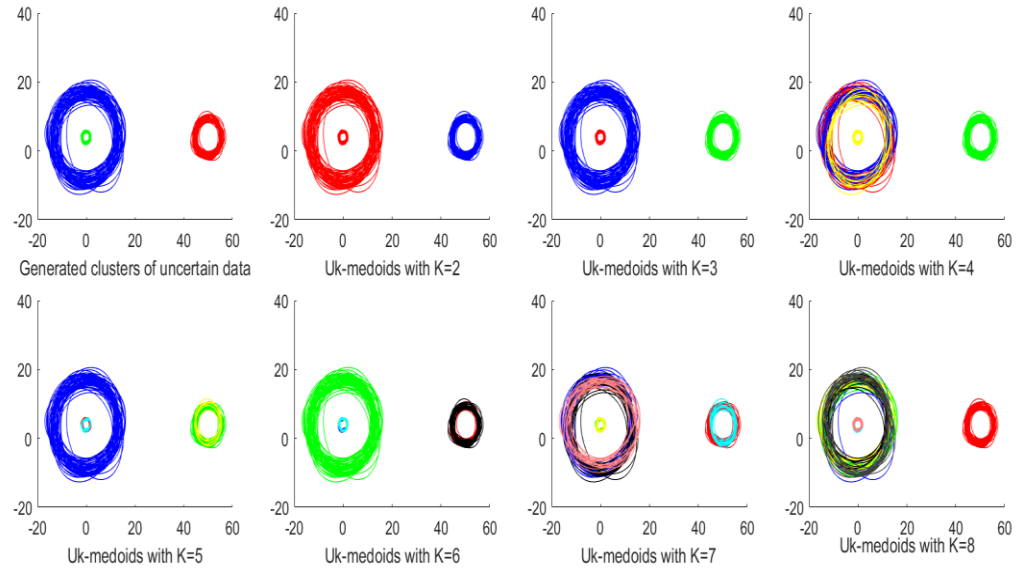 40
20
0
-20
-20 0 20 40 60
Generated clusters of uncertain data
40
20
0
-20
-20 0 20 40 60
Uk-medoids with K=2
40
20
0
-20
-20 0 20 40 60
Uk-medoids with K=3
40
20
0
-20
-20 0 20 40 60
Uk-medoids with K=4
40
20
0
-20
-20 0 20 40 60
Uk-medoids with K=5
40
20
0
-20
-20 0 20 40 60
Uk-medoids with K=6
40
20
0
-20
-20 0 20 40 60
Uk-medoids with K=7
40
20
0
-20
-20 0 20 40 60
Uk-medoids with K=8